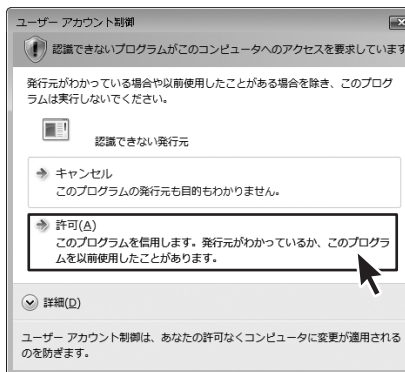 ユーザー アカウント制御
認識できないプログラムがこのコンピュータへのアクセスを要求しています
発行元がわかっている場合や以前使用したことがある場合を除き、このプログ
ラムは実行しないでください。
認識できない発行元
キャンセル
このプログラムの発行元も目的もわかりません。
許可(A)
このプログラムを信用します。発行元がわかっているか、このプログラ
ムを以前使用したことがあります。
詳細(D)
ユーザー アカウント制御は、あなたの許可なくコンピュータに変更が適用される
のを防ぎます。